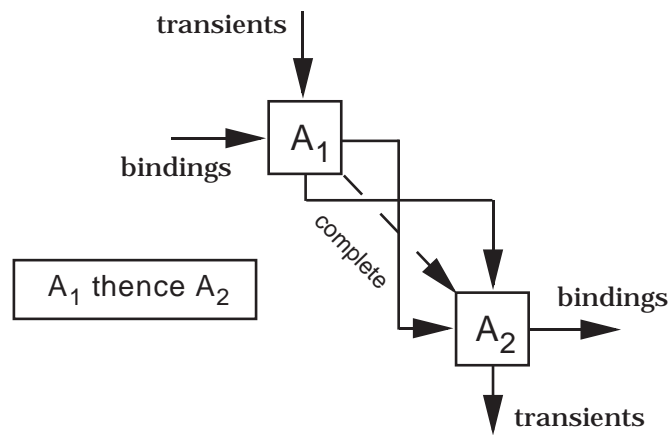 transients
bindings
A1
complete
A1 thence A2
A2
bindings
transients